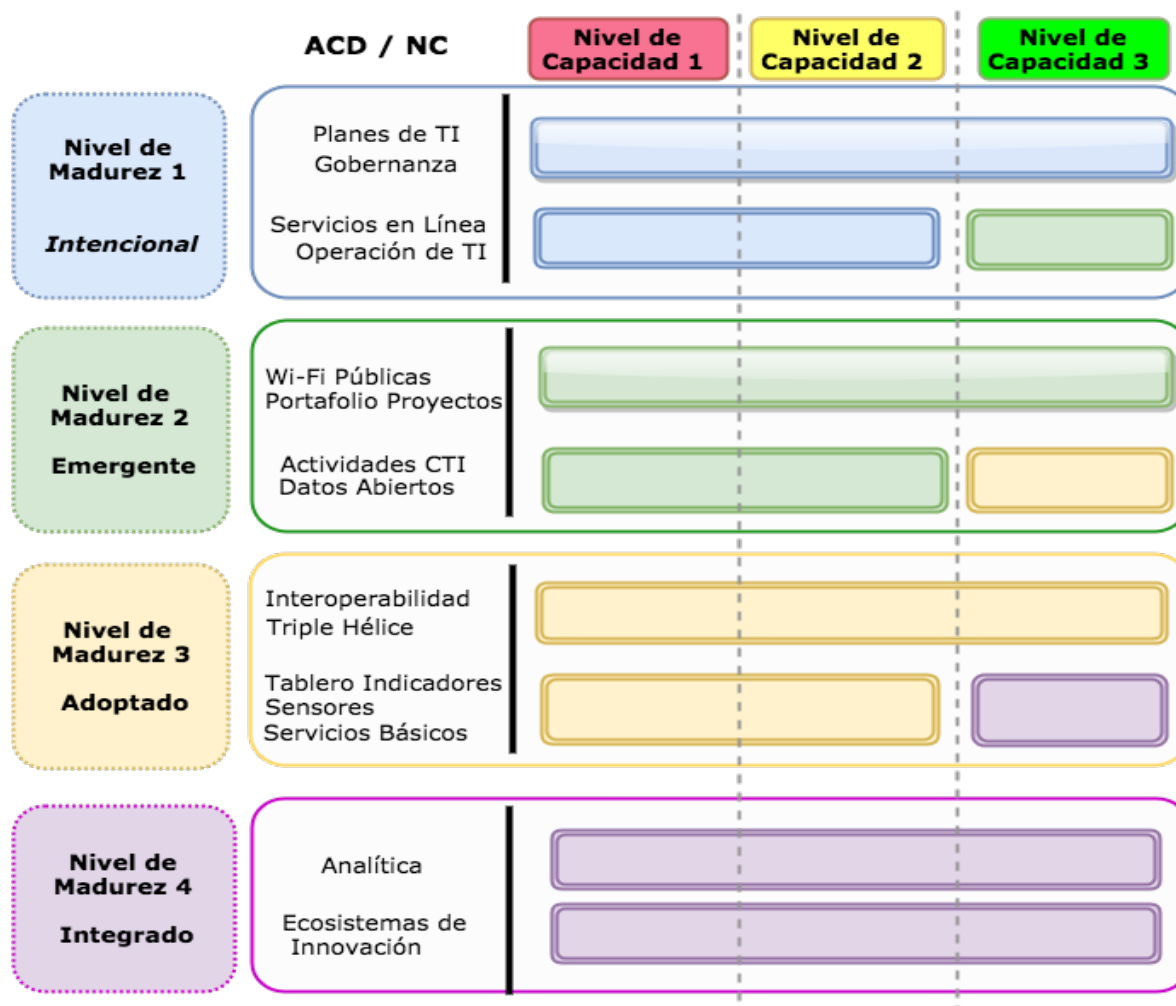 ACD / NC
Nivel de
Capacidad 1
Nivel de
Capacidad 2
Nivel de
Capacidad 3
Nivel de
Madurez 1
Intencional
Planes de TI
Gobernanza
Servicios en Línea
Operación de TI
Nivel de
Madurez 2
Emergente
Wi-Fi Públicas
Portafolio Proyectos
Actividades CTI
Datos Abiertos
Nivel de
Madurez 3
Adoptado
Interoperabilidad
Triple Hélice
Tablero Indicadores
Sensores
Servicios Básicos
Nivel de
Madurez 4
Integrado
Analítica
Ecosistemas de
Innovación